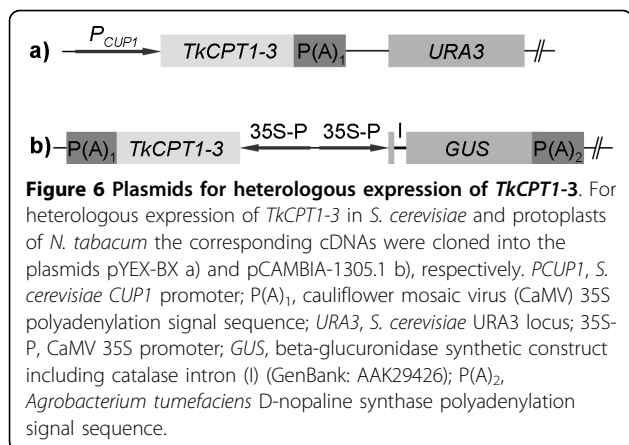 P_CUP1
a) TkCPT1-3 P(A)₁ URA3
35S-P 35S-P I
b) P(A)₁ TkCPT1-3 GUS P(A)₂
Figure 6 Plasmids for heterologous expression of TkCPT1-3. For
heterologous expression of TkCPT1-3 in S. cerevisiae and protoplasts
of N. tabacum the corresponding cDNAs were cloned into the
plasmids pYEX-BX a) and pCAMBIA-1305.1 b), respectively. PCUP1, S.
cerevisiae CUP1 promoter; P(A)₁, cauliflower mosaic virus (CaMV) 35S
polyadenylation signal sequence; URA3, S. cerevisiae URA3 locus; 35S-
P, CaMV 35S promoter; GUS, beta-glucuronidase synthetic construct
including catalase intron (I) (GenBank: AAK29426); P(A)₂,
Agrobacterium tumefaciens D-nopaline synthase polyadenylation
signal sequence.